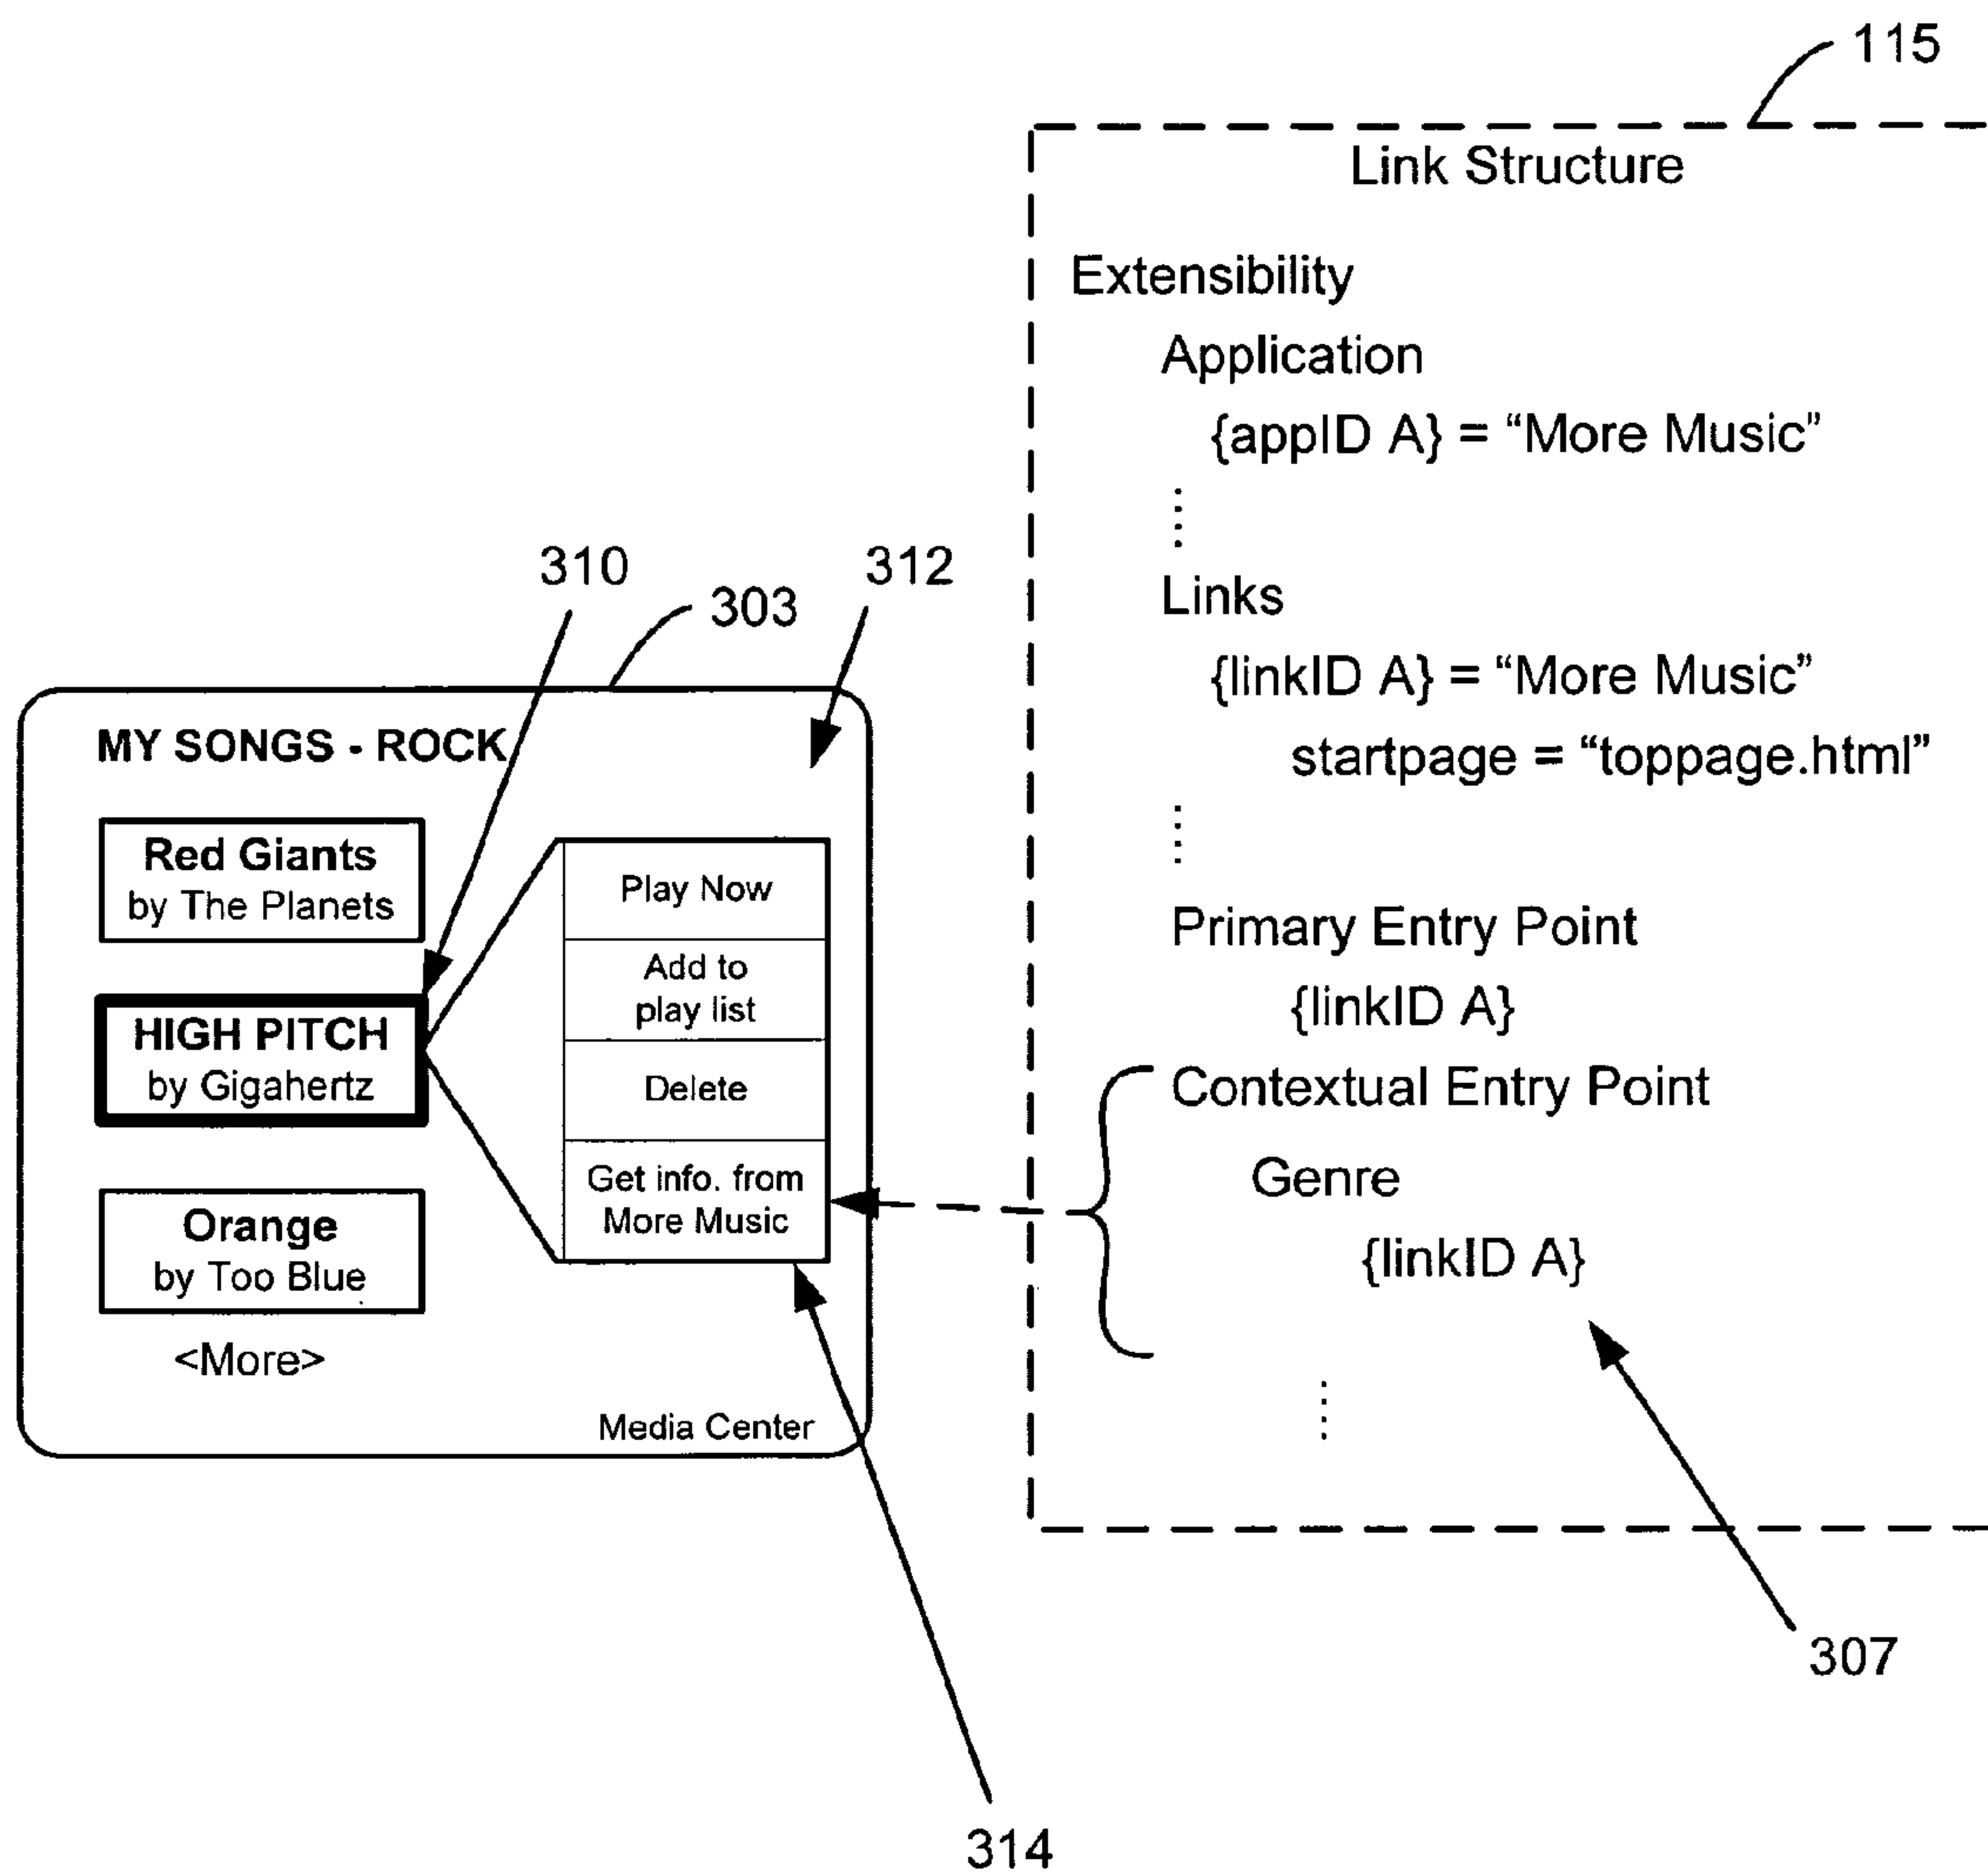 115
Link Structure
Extensibility
Application
{appID A} = “More Music”
Links
{linkID A} = “More Music”
startpage = “toppage.html”
Primary Entry Point
{linkID A}
Contextual Entry Point
Genre
{linkID A}
307
310
303
312
MY SONGS - ROCK
Red Giants
by The Planets
HIGH PITCH
by Gigahertz
Orange
by Too Blue
<More>
Play Now
Add to
play list
Delete
Get info. from
More Music
Media Center
314